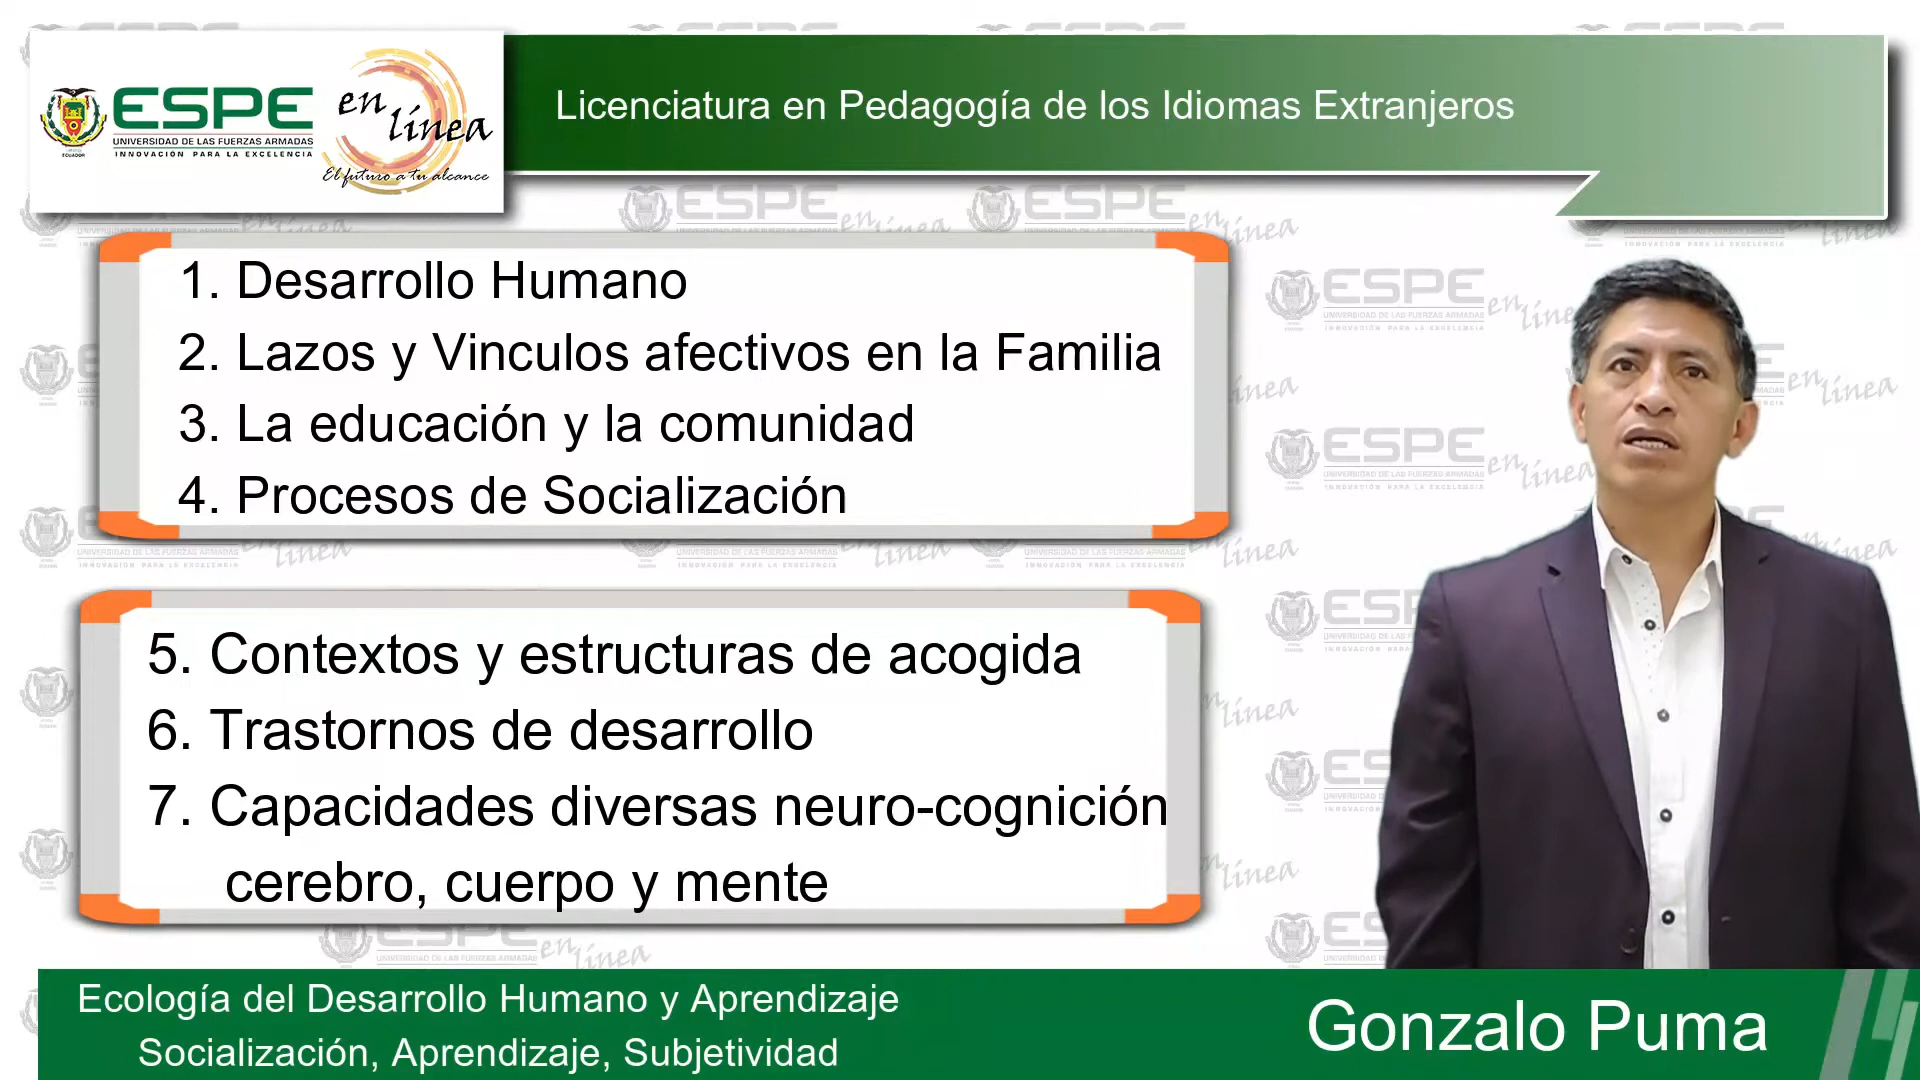 ECUADOR
ESPE
UNIVERSIDAD DE LAS FUERZAS ARMADAS
INNOVACIÓN PARA LA EXCELENCIA
en línea
El futuro a tu alcance
Licenciatura en Pedagogía de los Idiomas Extranjeros
1. Desarrollo Humano
2. Lazos y Vinculos afectivos en la Familia
3. La educación y la comunidad
4. Procesos de Socialización
5. Contextos y estructuras de acogida
6. Trastornos de desarrollo
7. Capacidades diversas neuro-cognición
cerebro, cuerpo y mente
Ecología del Desarrollo Humano y Aprendizaje
Socialización, Aprendizaje, Subjetividad
Gonzalo Puma